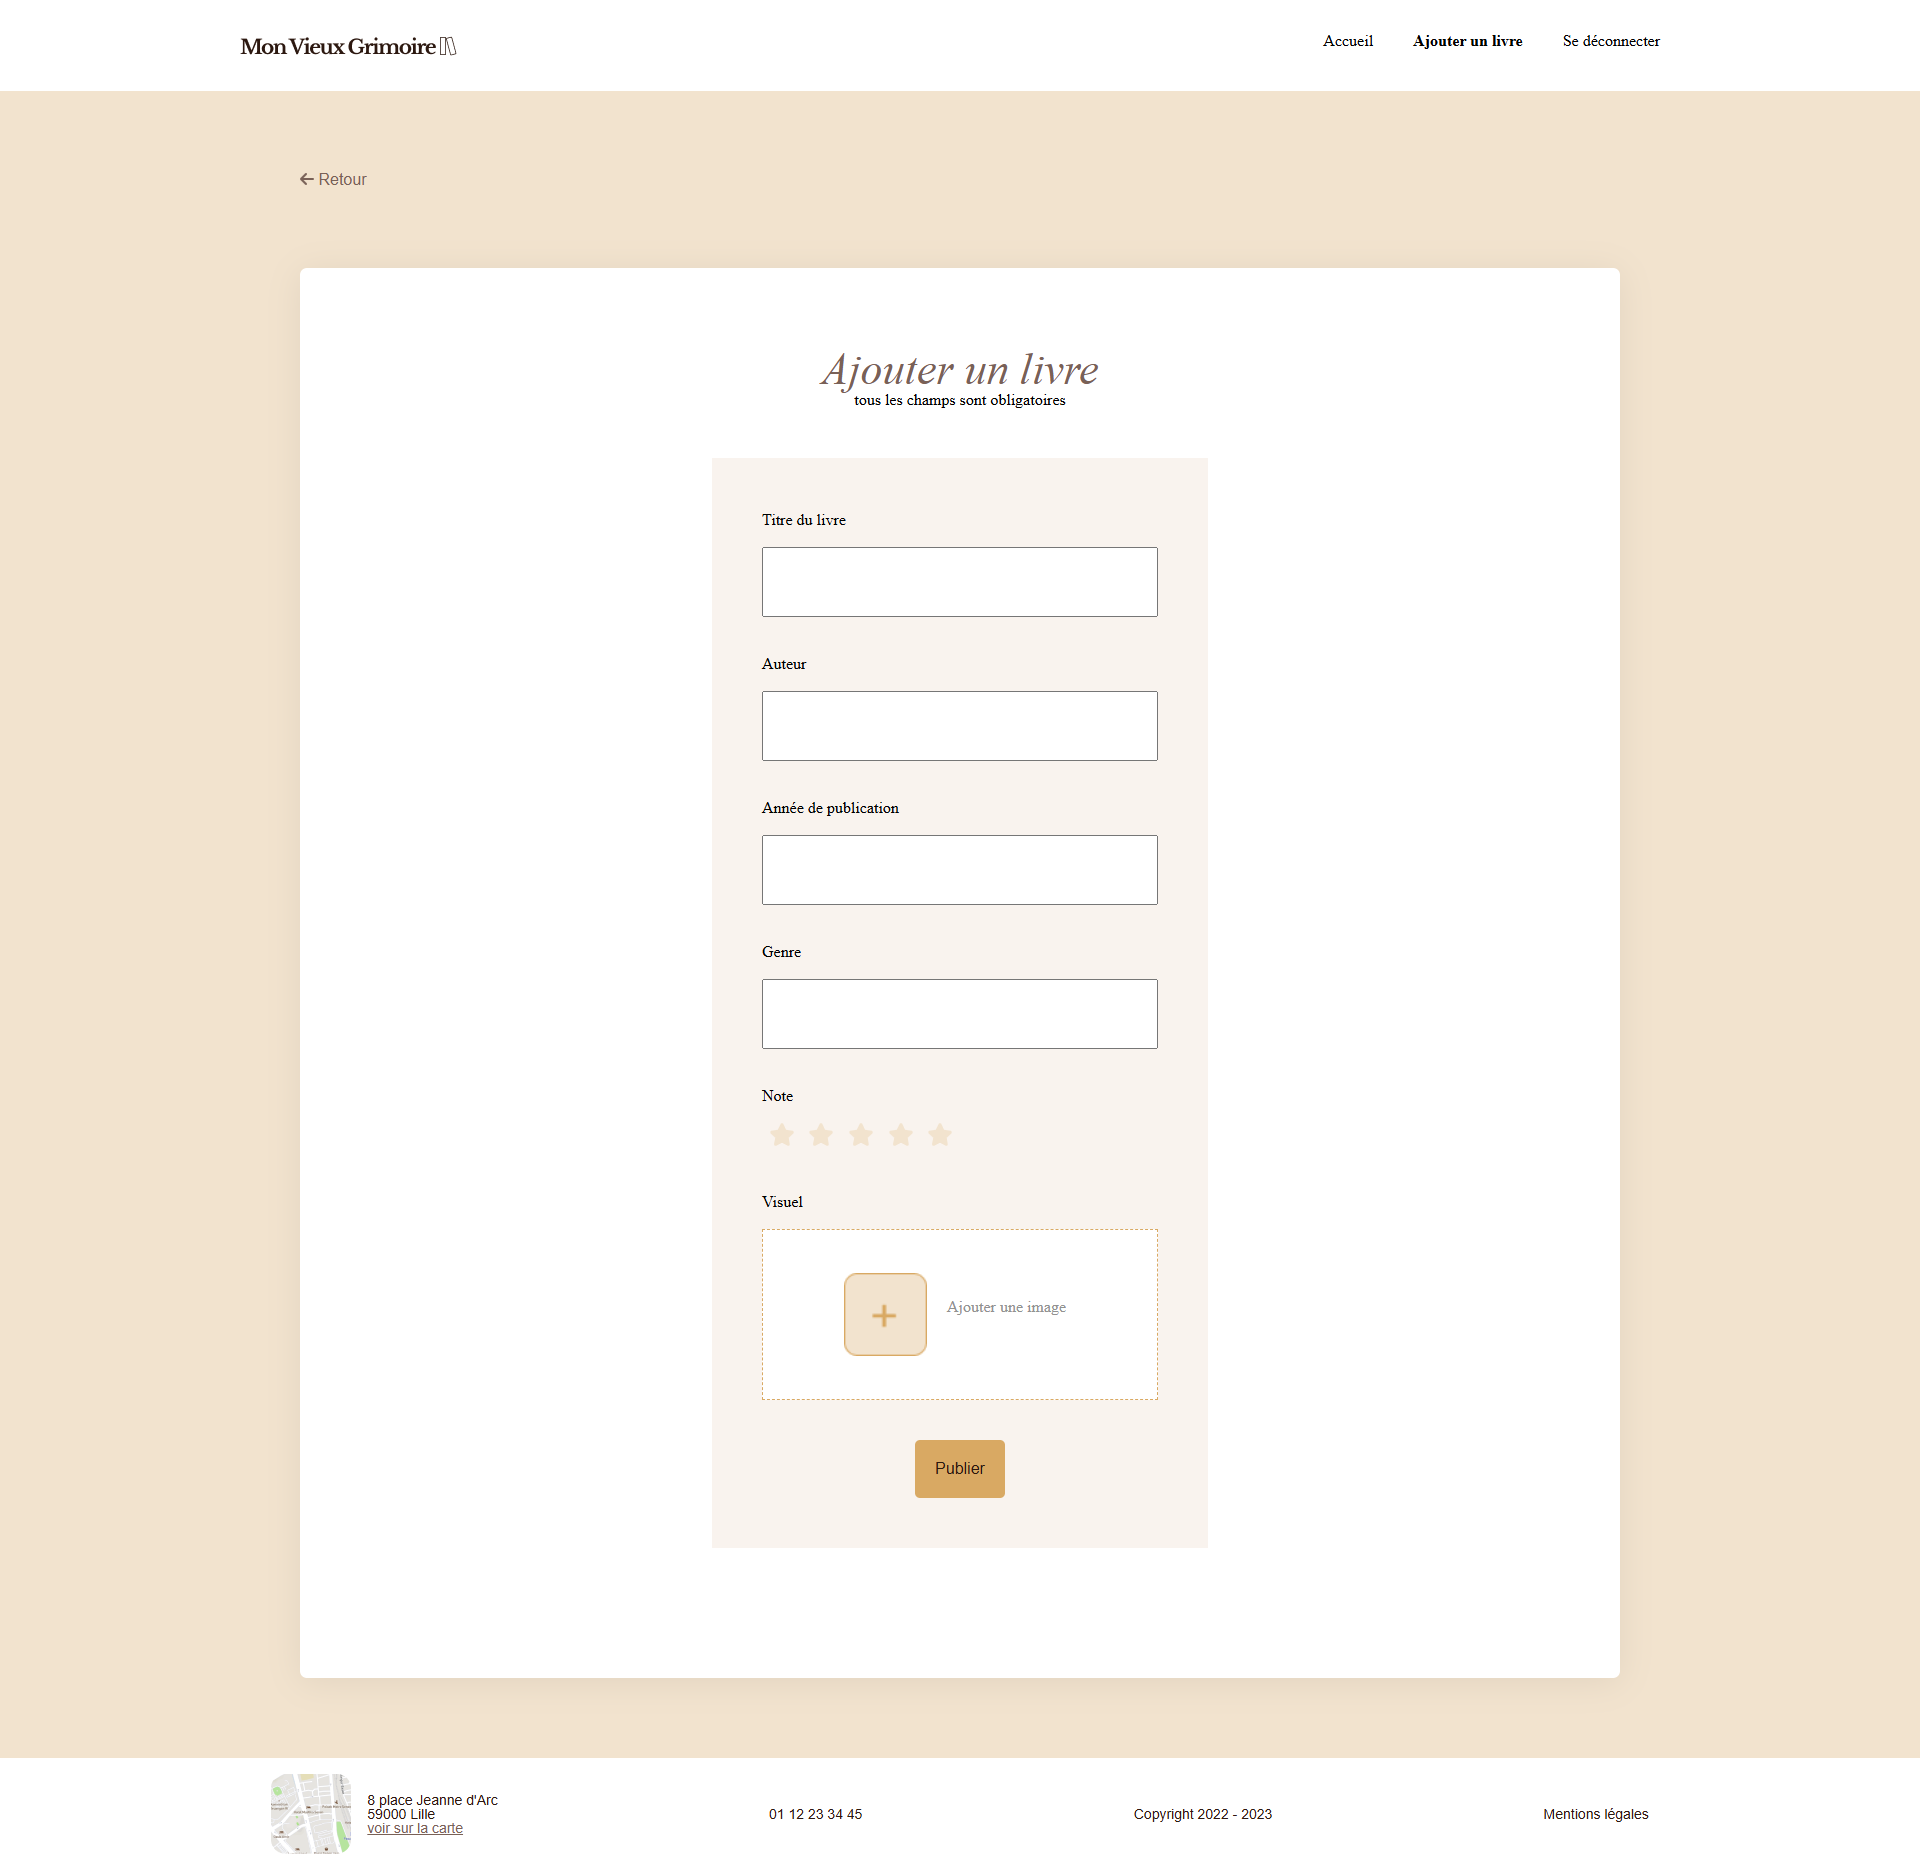 Mon Vieux Grimoire
Accueil
Ajouter un livre
Se déconnecter
Retour
Ajouter un livre
tous les champs sont obligatoires
Titre du livre
Auteur
Année de publication
Genre
Note
Visuel
Ajouter une image
Publier
8 place Jeanne d'Arc
59000 Lille
voir sur la carte
01 12 23 34 45
Copyright 2022 - 2023
Mentions légales